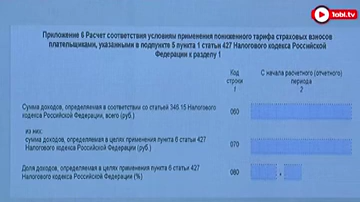 1obl.tv
Приложение 6 Расчет соответствия условиям применения пониженного тарифа страховых взносов
плательщиками, указанными в подпункте 5 пункта 1 статьи 427 Налогового кодекса Российской
Федерации к разделу 1
Код
строки
1
С начала расчетного (отчетного)
периода
2
Сумма доходов, определяемая в соответствии со статьей 346.15 Налогового
кодекса Российской Федерации, всего (руб.)
060
из них:
сумма доходов, определяемая в целях применения пункта 6 статьи 427
Налогового кодекса Российской Федерации (руб.)
070
Доля доходов, определяемая в целях применения пункта 6 статьи 427
Налогового кодекса Российской Федерации (%)
080